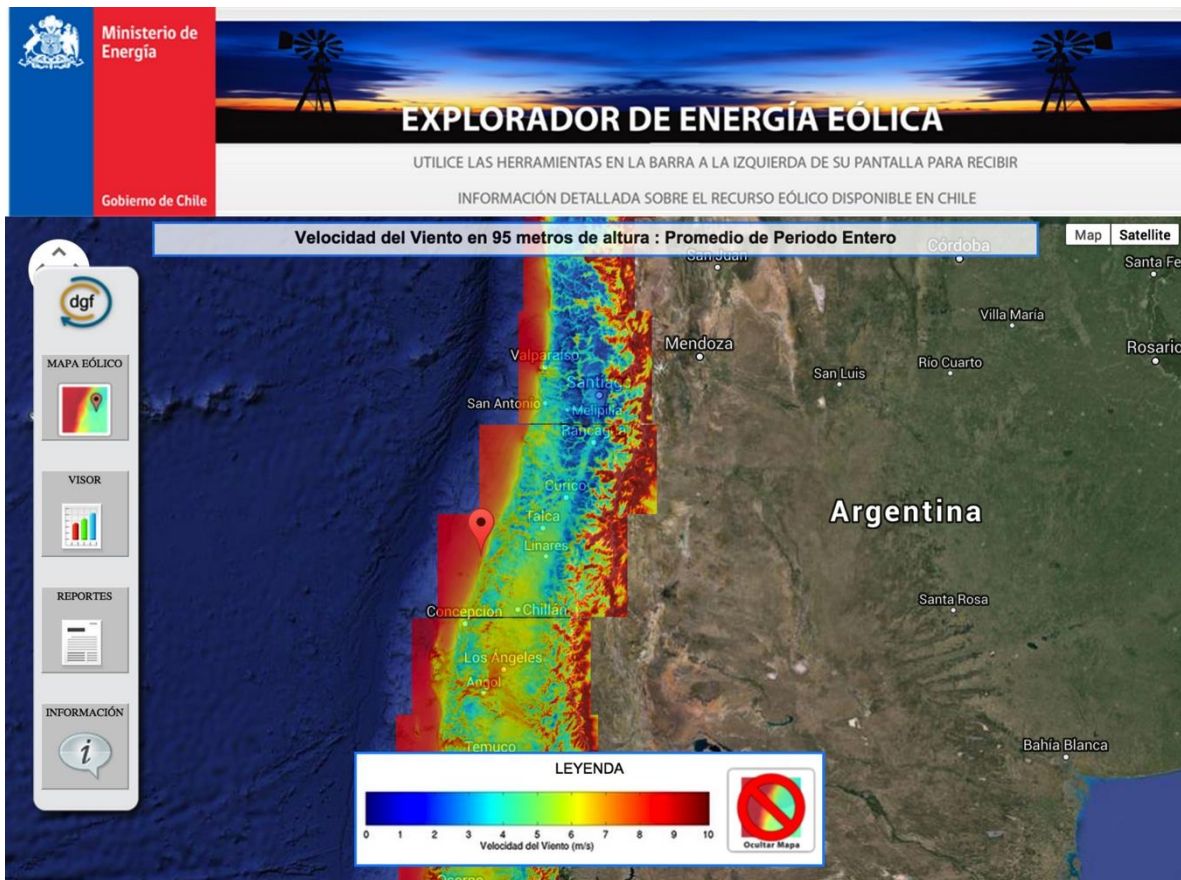 Ministerio de
Energía
Gobierno de Chile
EXPLORADOR DE ENERGÍA EÓLICA
UTILICE LAS HERRAMIENTAS EN LA BARRA A LA IZQUIERDA DE SU PANTALLA PARA RECIBIR
INFORMACIÓN DETALLADA SOBRE EL RECURSO EÓLICO DISPONIBLE EN CHILE
Velocidad del Viento en 95 metros de altura : Promedio de Periodo Entero
Map Satellite
dgf
MAPA EÓLICO
VISOR
REPORTES
INFORMACIÓN
San Juan
Córdoba
Santa Fe
Villa María
Mendoza
Rosario
Valparaíso
Río Cuarto
San Luis
Santiago
San Antonio
Melipilla
Rancagua
Curicó
Talca
Argentina
Linares
Santa Rosa
Concepción
Chillán
Los Ángeles
Angol
Temuco
Bahía Blanca
Osorno
LEYENDA
0 1 2 3 4 5 6 7 8 9 10
Velocidad del Viento (m/s)
Ocultar Mapa